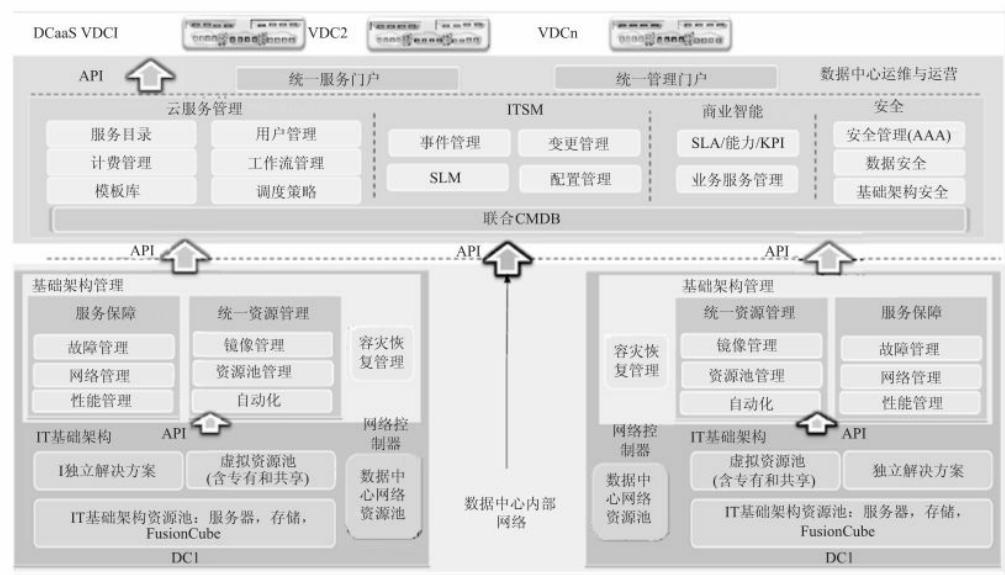 DCaaS VDCI
VDC2
VDCn
API
统一服务门户
统一管理门户
数据中心运维与运营
云服务管理
服务目录
用户管理
计费管理
工作流管理
模板库
调度策略
ITSM
事件管理
变更管理
SLM
配置管理
商业智能
SLA/能力/KPI
业务服务管理
安全
安全管理(AAA)
数据安全
基础架构安全
联合CMDB
API
API
API
基础架构管理
服务保障
故障管理
网络管理
性能管理
统一资源管理
镜像管理
资源池管理
自动化
容灾恢
复管理
IT基础架构
API
网络控
制器
I独立解决方案
虚拟资源池
(含专有和共享)
数据中
心网络
资源池
IT基础架构资源池：服务器，存储，
FusionCube
DC1
数据中心内部
网络
基础架构管理
容灾恢
复管理
统一资源管理
镜像管理
资源池管理
自动化
服务保障
故障管理
网络管理
性能管理
网络控
制器
IT基础架构
API
数据中
心网络
资源池
虚拟资源池
(含专有和共享)
独立解决方案
IT基础架构资源池：服务器，存储，
FusionCube
DC1